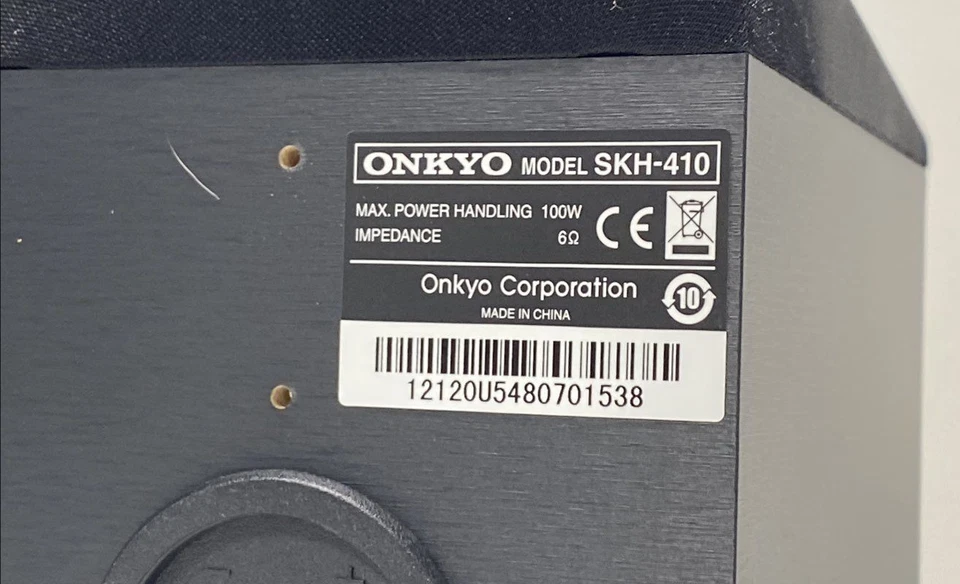 ONKYO MODEL SKH-410
MAX. POWER HANDLING 100W
IMPEDANCE 6Ω
CE
Onkyo Corporation
10
MADE IN CHINA
12120U5480701538